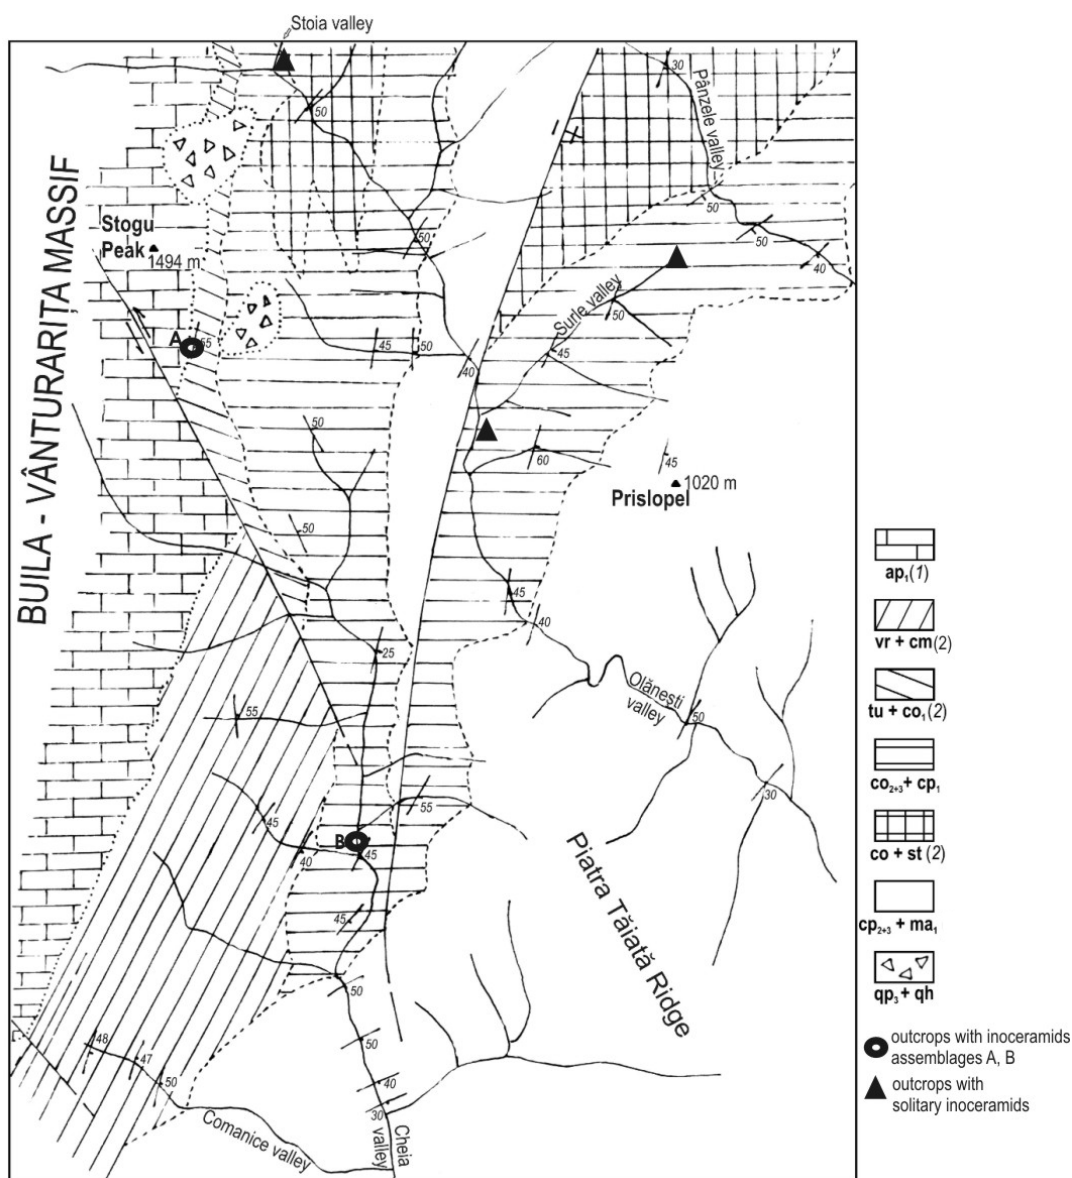 Stoia valley
30
Pânzele valley
50
BUILA - VÂNTURARIȚA MASSIF
Stogu
Peak
1494 m
50
50
50
40
Surle valley
50
A
55
45
50
45
40
50
60
45
1020 m
Prislopel
50
45
40
25
Olănești
valley
50
55
30
55
45
40
B
45
45
Piatra Tăiată Ridge
50
48
47
50
50
40
30
Comanice valley
Cheia
valley
ap₁(1)
vr + cm(2)
tu + co₁(2)
co₂₊₃+ cp₁
co + st (2)
cp₂₊₃ + ma₁
qp₃ + qh
outcrops with inoceramids
assemblages A, B
outcrops with
solitary inoceramids